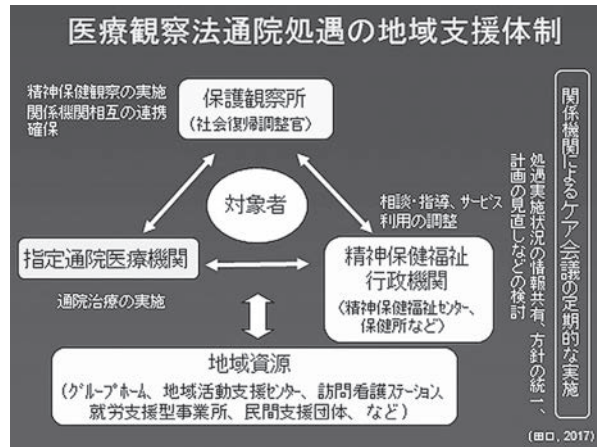 医療観察法通院処遇の地域支援体制
精神保健観察の実施
関係機関相互の連携
確保
保護観察所
(社会復帰調整官)
対象者
相談・指導、サービス
利用の調整
指定通院医療機関
通院治療の実施
精神保健福祉
行政機関
(精神保健福祉ｾﾝﾀｰ、
保健所など)
地域資源
(ｸﾞﾙｰﾌﾟﾎｰﾑ、地域活動支援ｾﾝﾀｰ、訪問看護ｽﾃｰｼｮﾝ、
就労支援型事業所、民間支援団体、など)
関係機関によるケア会議の定期的な実施
処遇実施状況の情報共有、方針の統一、
計画の見直しなどの検討
(田口, 2017)